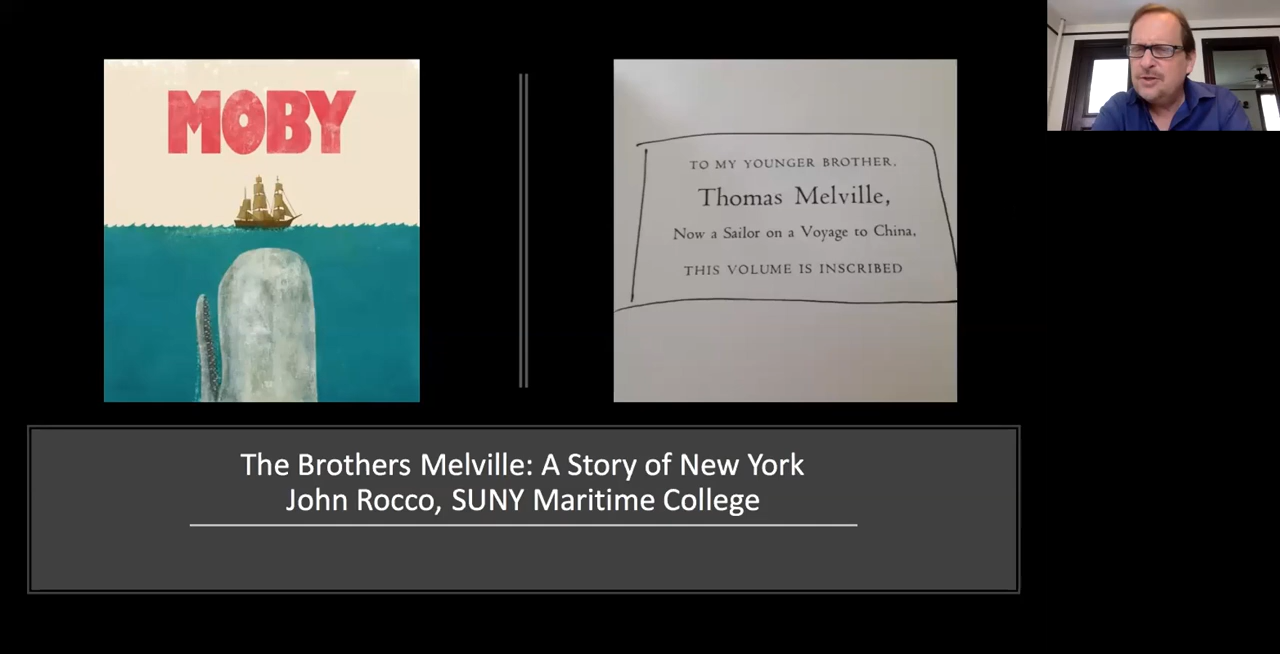 MOBY
TO MY YOUNGER BROTHER,
Thomas Melville,
Now a Sailor on a Voyage to China,
THIS VOLUME IS INSCRIBED
The Brothers Melville: A Story of New York
John Rocco, SUNY Maritime College